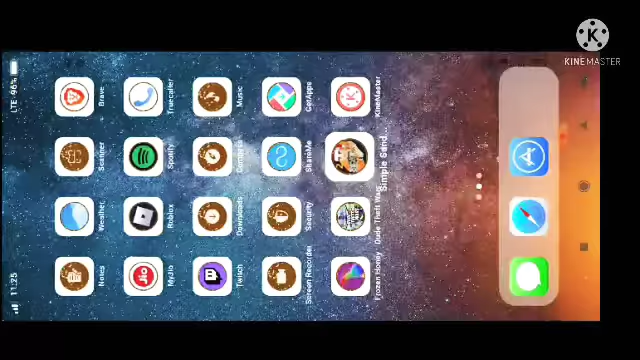 KINEMASTER
11:25
LTE 96%
Notes
Weather
Scanner
Brave
MyJio
Roblox
Spotify
Truecaller
Twitch
Downloads
Music
Screen Recorder
Security
ShareMe
GetApps
Frozen Honey
Dude Theft Wars
Simple Sand...
KineMaster